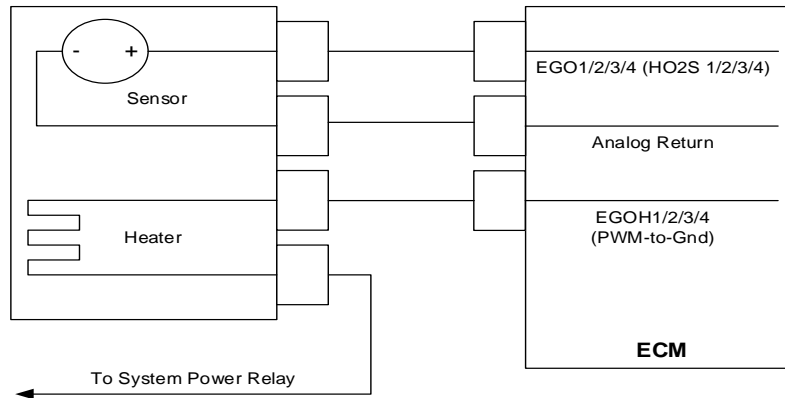 - +
Sensor
EGO1/2/3/4 (HO2S 1/2/3/4)
Analog Return
Heater
EGOH1/2/3/4
(PWM-to-Gnd)
ECM
To System Power Relay